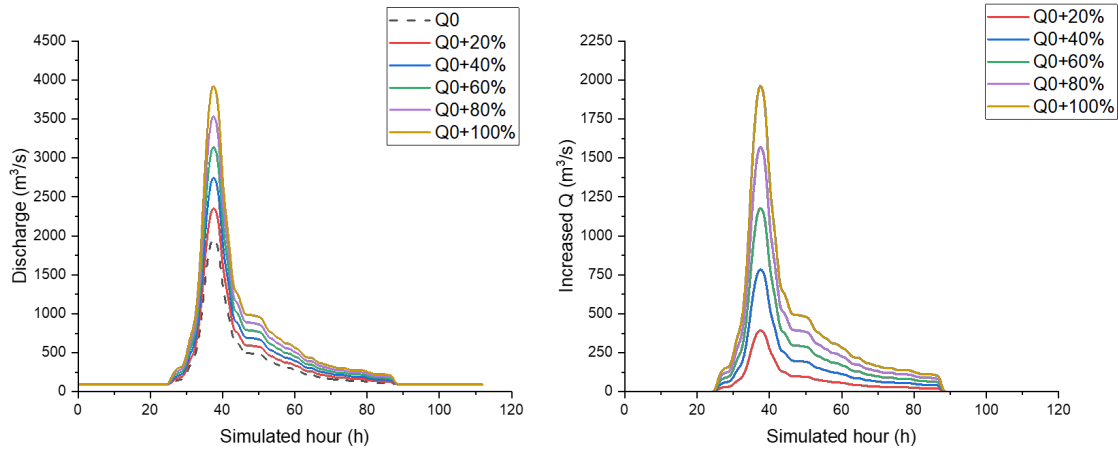 Q0
Q0+20%
Q0+40%
Q0+60%
Q0+80%
Q0+100%
4500
4000
3500
3000
2500
2000
1500
1000
500
0
Discharge (m³/s)
0 20 40 60 80 100 120
Simulated hour (h)
Q0+20%
Q0+40%
Q0+60%
Q0+80%
Q0+100%
2250
2000
1750
1500
1250
1000
750
500
250
0
Increased Q (m³/s)
0 20 40 60 80 100 120
Simulated hour (h)